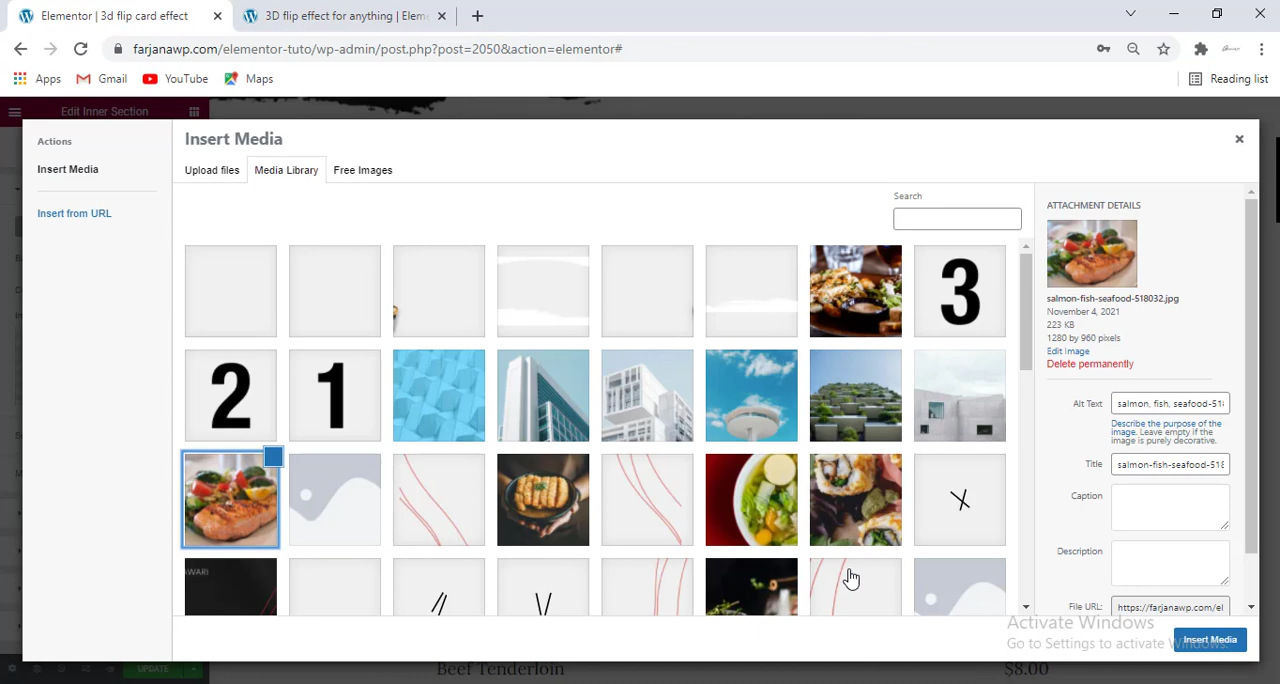 Elementor | 3d flip card effect
3D flip effect for anything | Elem
farjanawp.com/elementor-tuto/wp-admin/post.php?post=2050&action=elementor#
Apps Gmail YouTube Maps Reading list
Edit Inner Section
Actions
Insert Media
Insert from URL
Insert Media
Upload files Media Library Free Images
Search
3
2 1
AWARI
ATTACHMENT DETAILS
salmon-fish-seafood-518032.jpg
November 4, 2021
223 KB
1280 by 960 pixels
Edit Image
Delete permanently
Alt Text salmon, fish, seafood-51
Describe the purpose of the
image. Leave empty if the
image is purely decorative.
Title salmon-fish-seafood-518
Caption
Description
File URL: https://farjanawp.com/el
Activate Windows
Go to Settings to activate Windows.
Insert Media
UPDATE
Beef Tenderloin $8.00